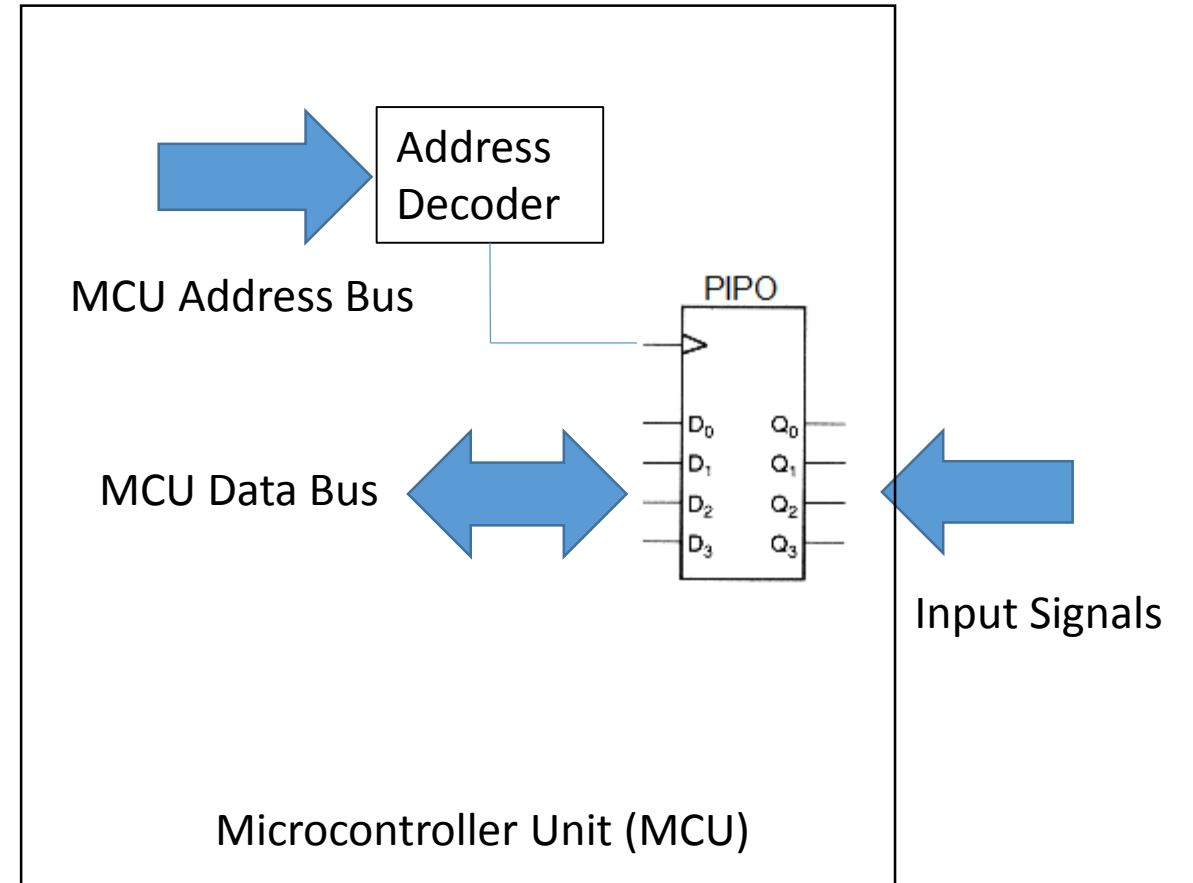 Address
Decoder
MCU Address Bus
PIPO
D₀ Q₀
MCU Data Bus
D₁ Q₁
D₂ Q₂
D₃ Q₃
Input Signals
Microcontroller Unit (MCU)